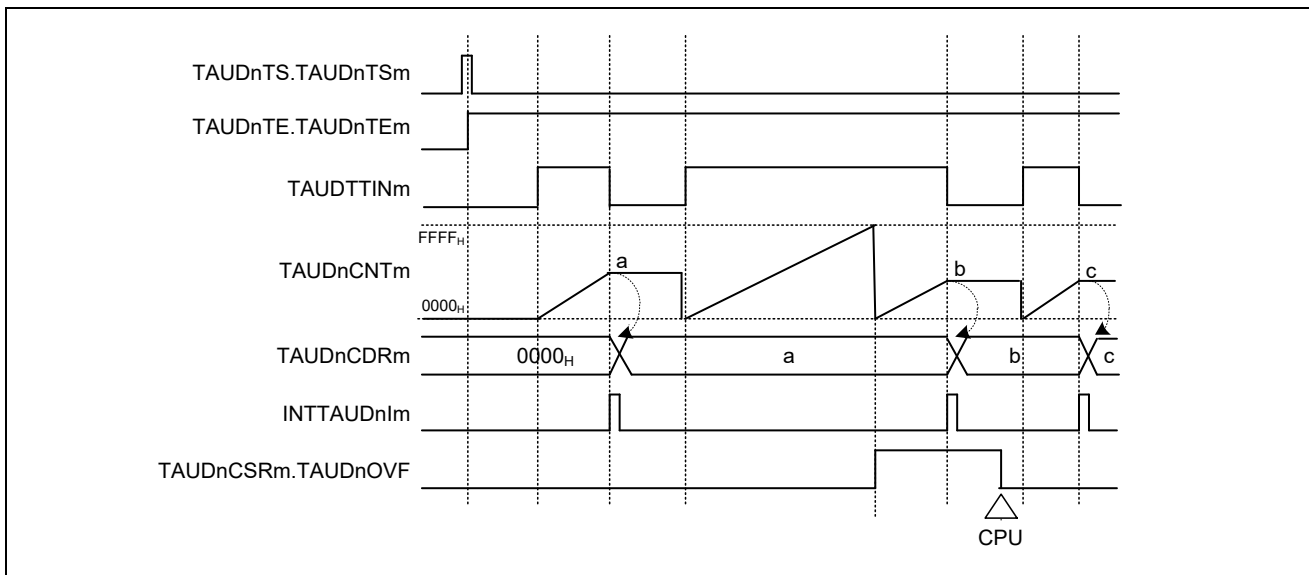 TAUDnTS.TAUDnTSm
TAUDnTE.TAUDnTEm
TAUDTTINm
FFFFH
TAUDnCNTm
a
b
c
0000H
TAUDnCDRm
0000H
a
b
c
INTTAUDnIm
TAUDnCSRm.TAUDnOVF
CPU